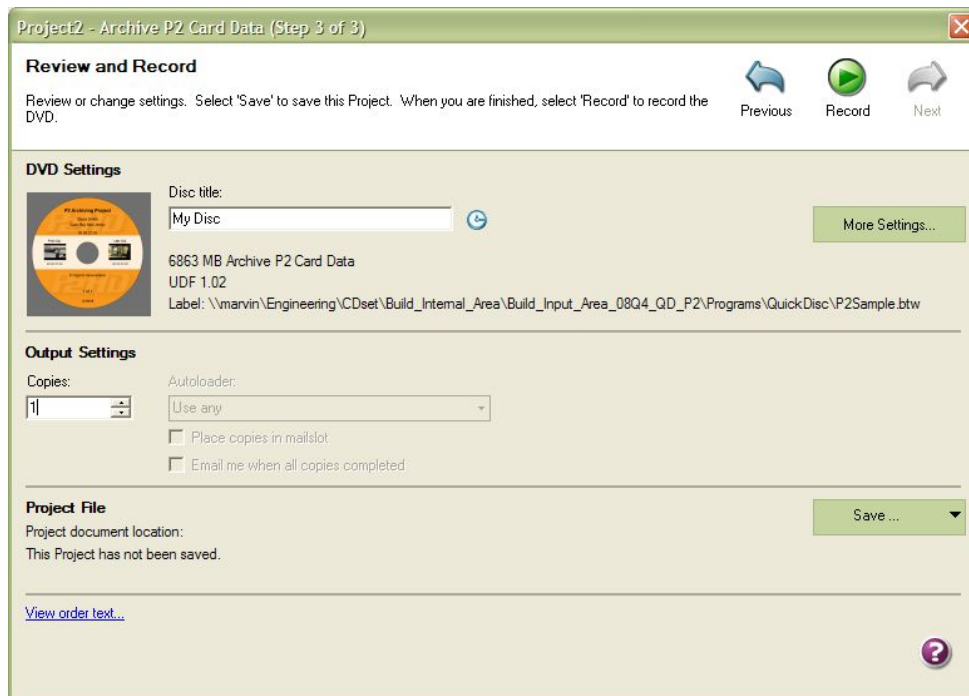 Project2 - Archive P2 Card Data (Step 3 of 3)
Review and Record
Review or change settings. Select 'Save' to save this Project. When you are finished, select 'Record' to record the
DVD.
Previous
Record
Next
DVD Settings
P2 Archiving Project
Disc title:
My Disc
More Settings...
6863 MB Archive P2 Card Data
UDF 1.02
Label: \\marvin\Engineering\CDset\Build_Internal_Area\Build_Input_Area_08Q4_QD_P2\Programs\QuickDisc\P2Sample.btw
Output Settings
Copies:
1
Autoloader:
Use any
Place copies in mailslot
Email me when all copies completed
Project File
Project document location:
This Project has not been saved.
Save ...
View order text...
?